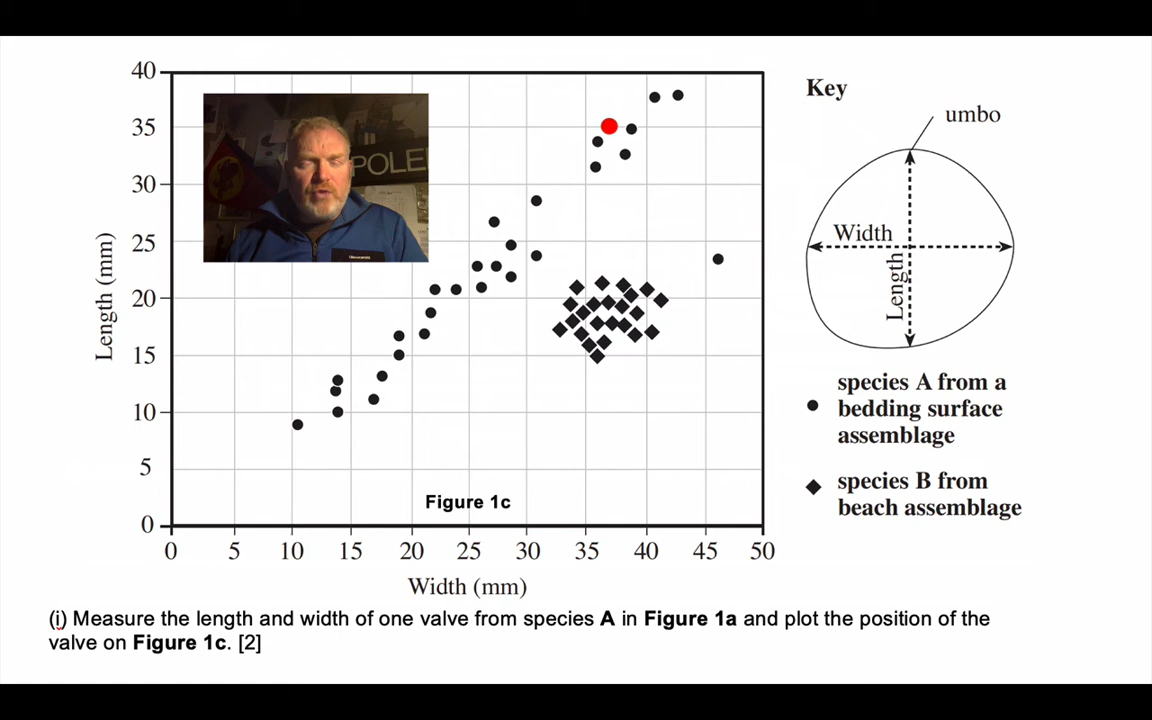 40
35
30
25
20
15
10
5
0
Length (mm)
0 5 10 15 20 25 30 35 40 45 50
Width (mm)
POLE
Figure 1c
Key
umbo
Width
Length
species A from a
bedding surface
assemblage
species B from
beach assemblage
(i) Measure the length and width of one valve from species A in Figure 1a and plot the position of the
valve on Figure 1c. [2]